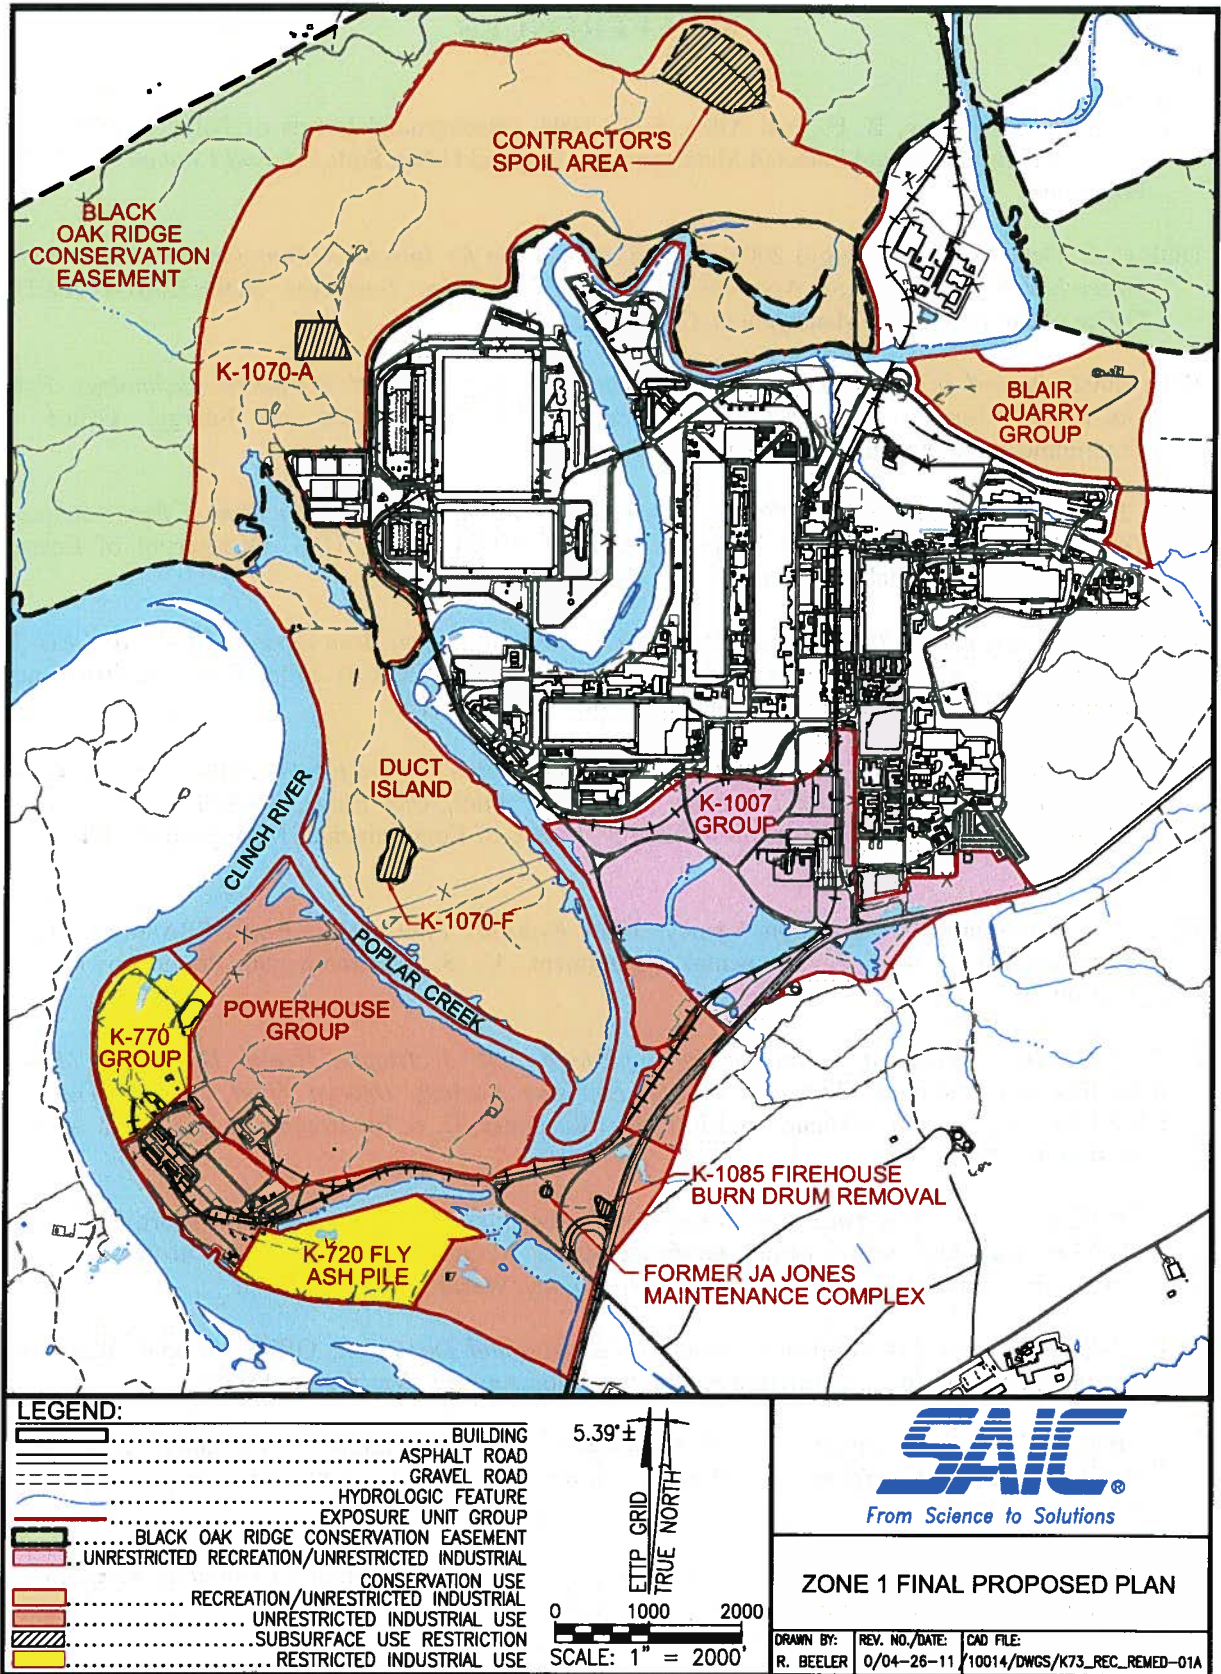 CONTRACTOR'S
SPOIL AREA
BLACK
OAK RIDGE
CONSERVATION
EASEMENT
K-1070-A
BLAIR
QUARRY
GROUP
DUCT
ISLAND
K-1007
GROUP
CLINCH RIVER
K-1070-F
POPLAR CREEK
POWERHOUSE
GROUP
K-770
GROUP
K-1085 FIREHOUSE
BURN DRUM REMOVAL
K-720 FLY
ASH PILE
FORMER JA JONES
MAINTENANCE COMPLEX
LEGEND:
BUILDING
ASPHALT ROAD
GRAVEL ROAD
HYDROLOGIC FEATURE
EXPOSURE UNIT GROUP
BLACK OAK RIDGE CONSERVATION EASEMENT
UNRESTRICTED RECREATION/UNRESTRICTED INDUSTRIAL
CONSERVATION USE
RECREATION/UNRESTRICTED INDUSTRIAL
UNRESTRICTED INDUSTRIAL USE
SUBSURFACE USE RESTRICTION
RESTRICTED INDUSTRIAL USE
5.39°±
ETTP GRID
TRUE NORTH
0 1000 2000
SCALE: 1" = 2000'
SAIC®
From Science to Solutions
ZONE 1 FINAL PROPOSED PLAN
DRAWN BY: REV. NO./DATE: CAD FILE:
R. BEELER 0/04-26-11 /10014/DWGS/K73_REC_REMED-01A